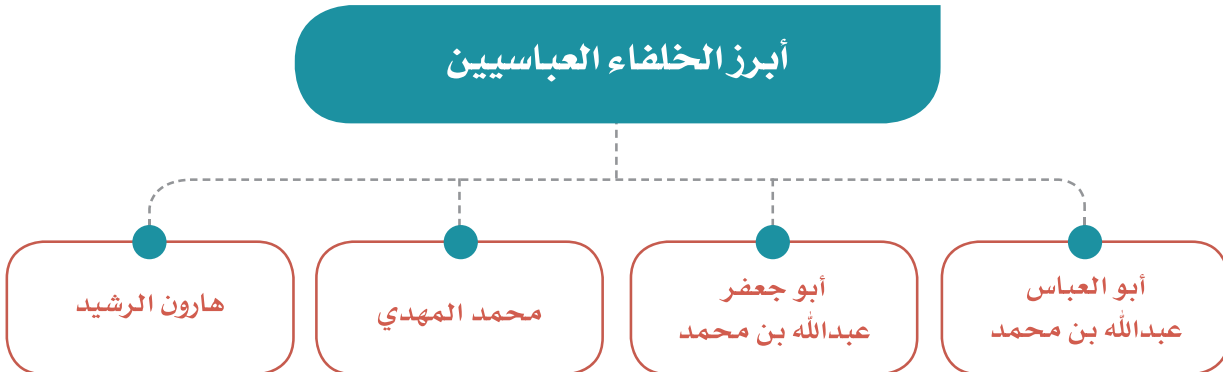 أبرز الخلفاء العباسيين
أبو العباس
عبدالله بن محمد
أبو جعفر
عبدالله بن محمد
محمد المهدي
هارون الرشيد